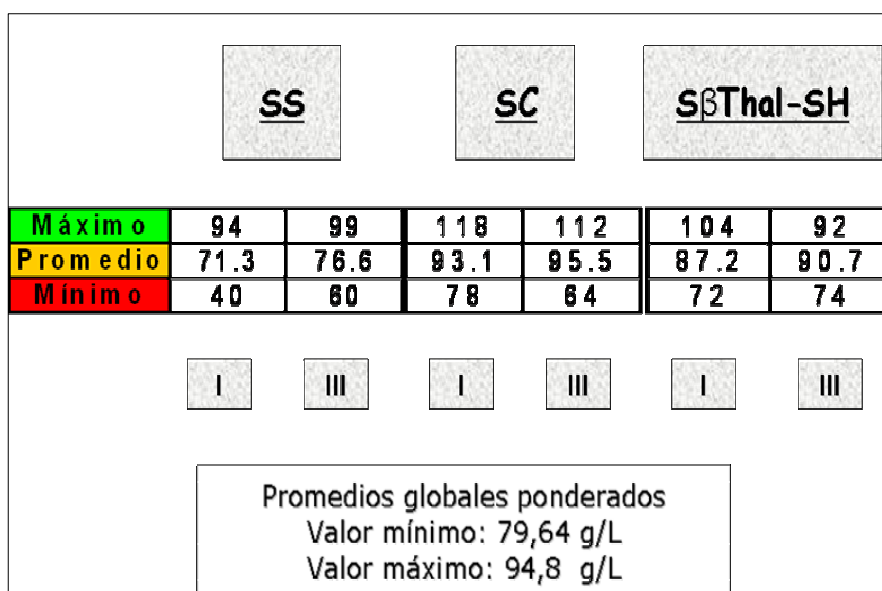 SS SC SβThal-SH
Máximo 94 99 118 112 104 92
Promedio 71.3 76.6 93.1 95.5 87.2 90.7
Mínimo 40 60 78 64 72 74
I III I III I III
Promedios globales ponderados
Valor mínimo: 79,64 g/L
Valor máximo: 94,8 g/L